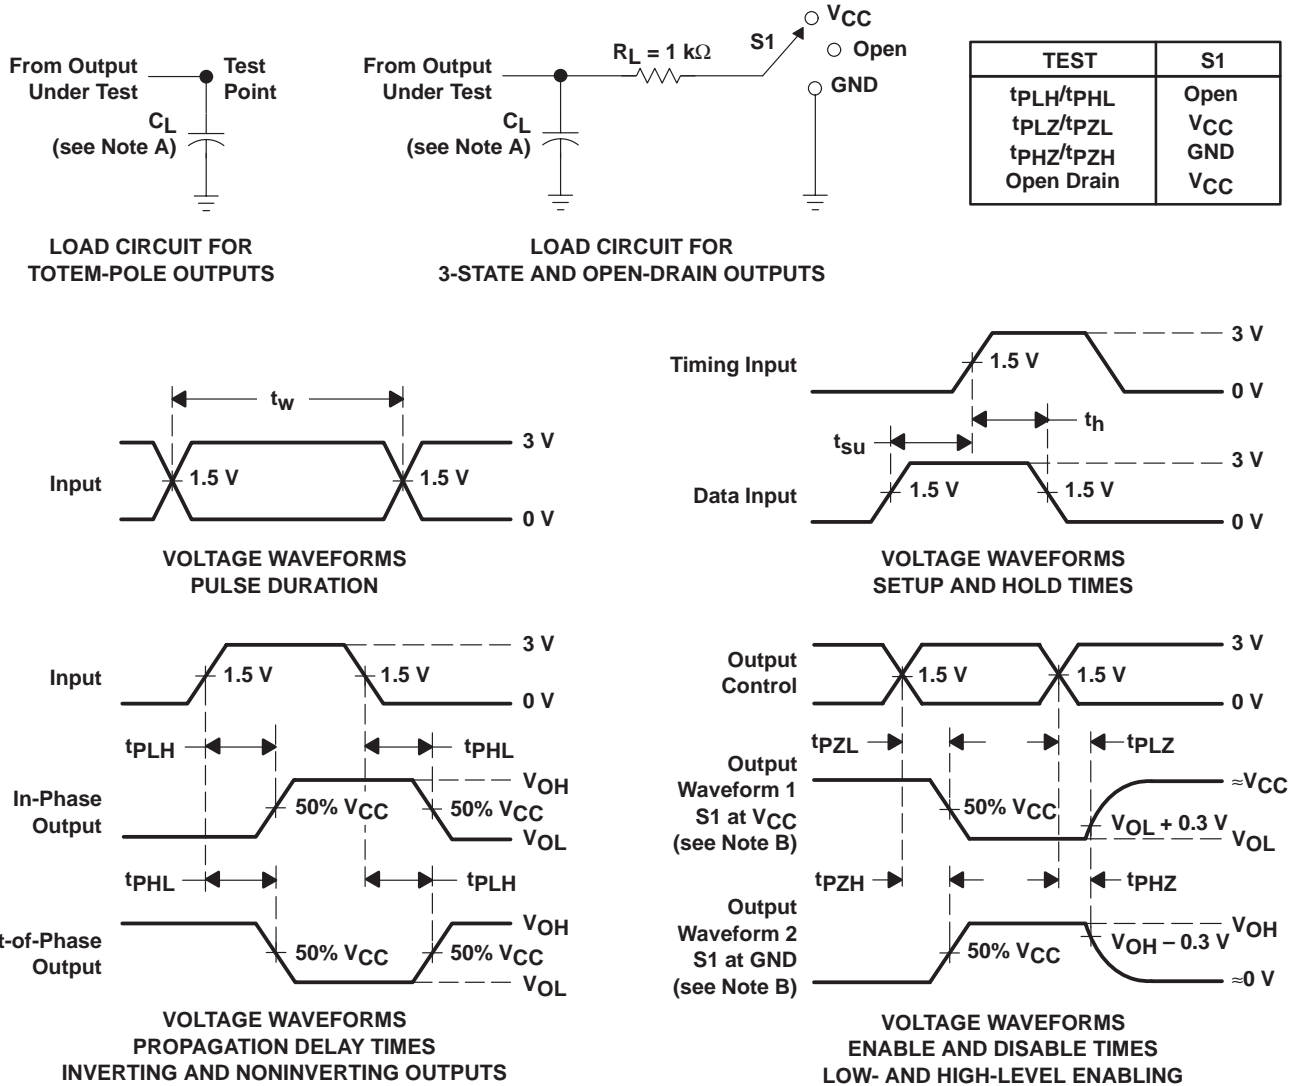 From Output
Under Test
Test
Point
CL
(see Note A)
LOAD CIRCUIT FOR
TOTEM-POLE OUTPUTS
From Output
Under Test
RL = 1 kΩ
S1
VCC
Open
GND
CL
(see Note A)
LOAD CIRCUIT FOR
3-STATE AND OPEN-DRAIN OUTPUTS
TEST S1
tPLH/tPHL Open
tPLZ/tPZL VCC
tPHZ/tPZH GND
Open Drain VCC
tw
Input
1.5 V
1.5 V
3 V
0 V
VOLTAGE WAVEFORMS
PULSE DURATION
Timing Input
1.5 V
3 V
0 V
tsu
th
Data Input
1.5 V
1.5 V
3 V
0 V
VOLTAGE WAVEFORMS
SETUP AND HOLD TIMES
Input
1.5 V
1.5 V
3 V
0 V
tPLH
tPHL
In-Phase
Output
50% VCC
50% VCC
VOH
VOL
tPHL
tPLH
t-of-Phase
Output
50% VCC
50% VCC
VOH
VOL
VOLTAGE WAVEFORMS
PROPAGATION DELAY TIMES
INVERTING AND NONINVERTING OUTPUTS
Output
Control
1.5 V
1.5 V
3 V
0 V
tPZL
tPLZ
Output
Waveform 1
S1 at VCC
(see Note B)
50% VCC
VOL + 0.3 V
≈VCC
VOL
tPZH
tPHZ
Output
Waveform 2
S1 at GND
(see Note B)
50% VCC
VOH − 0.3 V
VOH
≈0 V
VOLTAGE WAVEFORMS
ENABLE AND DISABLE TIMES
LOW- AND HIGH-LEVEL ENABLING